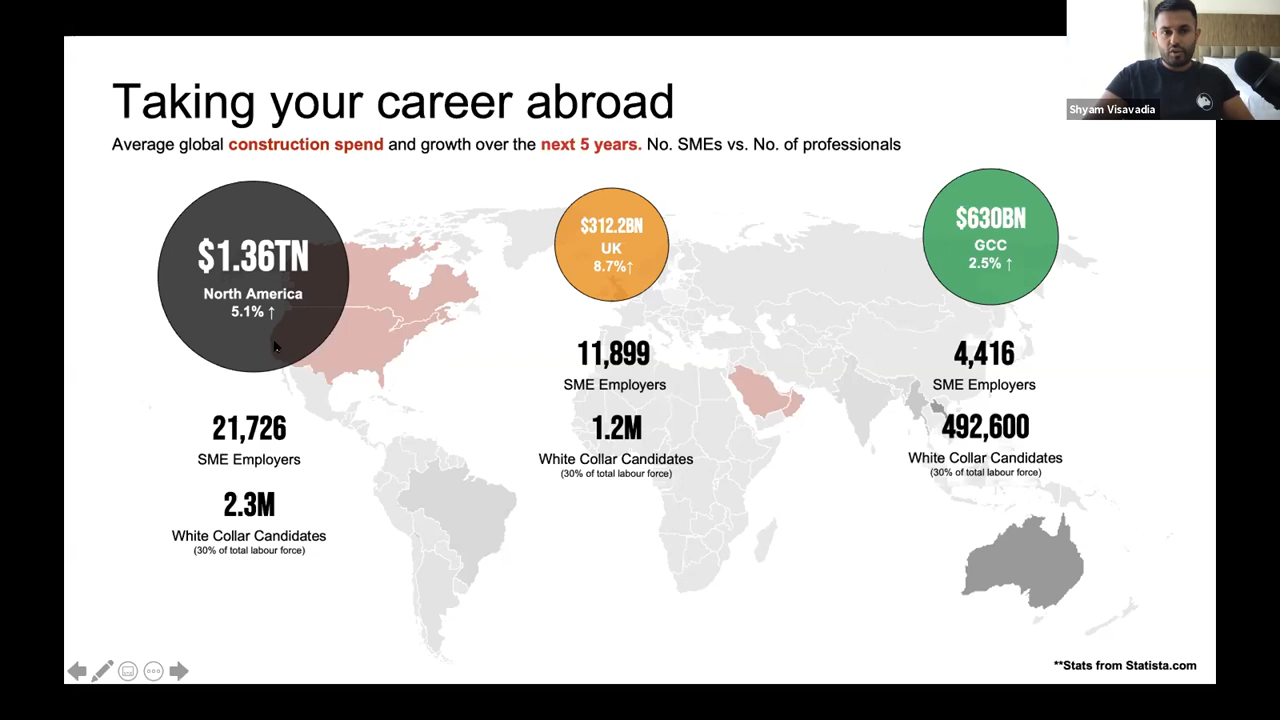 Shyam Visavadia
Taking your career abroad
Average global construction spend and growth over the next 5 years. No. SMEs vs. No. of professionals
$1.36TN
North America
5.1% ↑
21,726
SME Employers
2.3M
White Collar Candidates
(30% of total labour force)
$312.2BN
UK
8.7%↑
11,899
SME Employers
1.2M
White Collar Candidates
(30% of total labour force)
$630BN
GCC
2.5% ↑
4,416
SME Employers
492,600
White Collar Candidates
(30% of total labour force)
**Stats from Statista.com